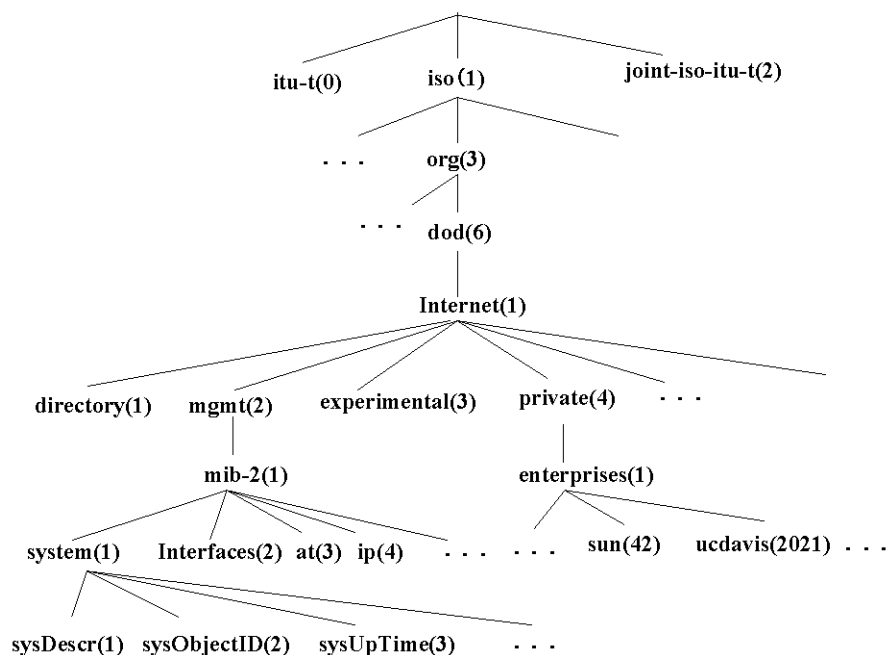 itu-t(0) iso(1) joint-iso-itu-t(2)
. . . org(3)
. . . dod(6)
Internet(1)
directory(1) mgmt(2) experimental(3) private(4) . . .
mib-2(1) enterprises(1)
system(1) Interfaces(2) at(3) ip(4) . . . . . . sun(42) ucdavis(2021) . . .
sysDescr(1) sysObjectID(2) sysUpTime(3) . . .